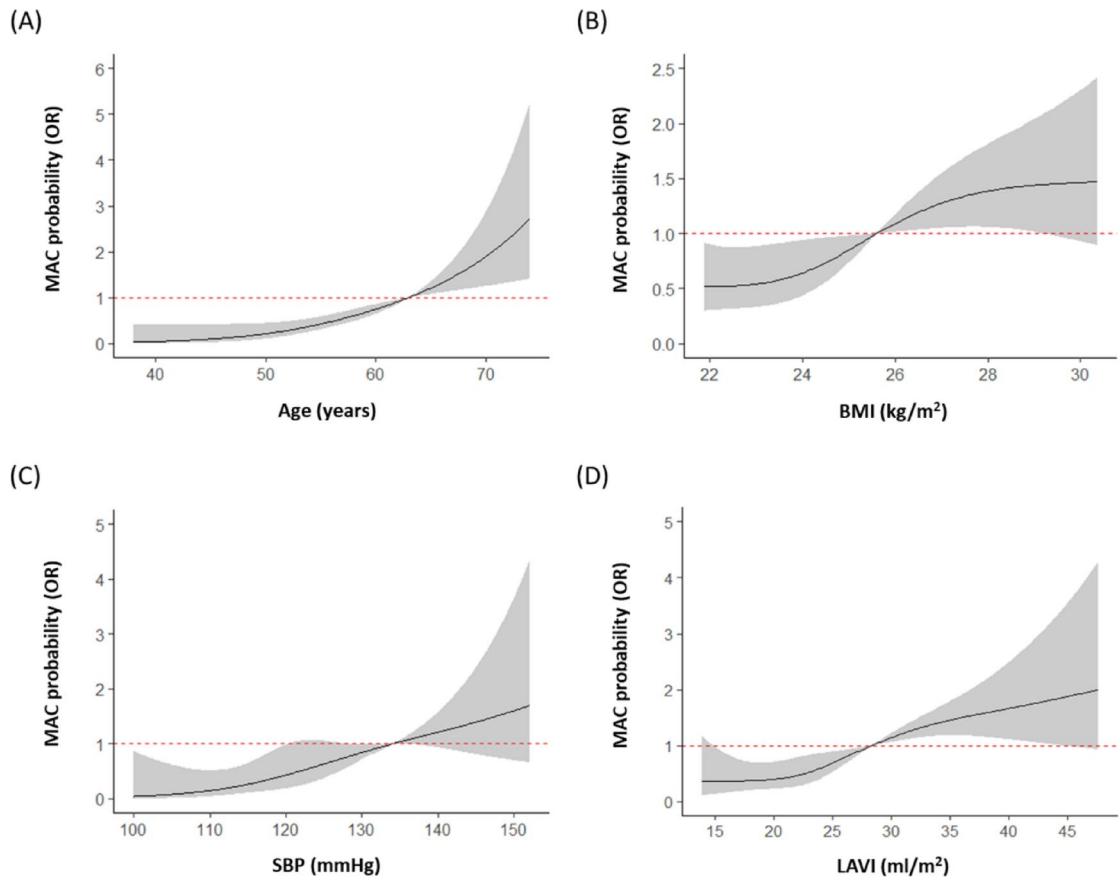 (A)
MAC probability (OR)
6
5
4
3
2
1
0
40 50 60 70
Age (years)
(B)
MAC probability (OR)
2.5
2.0
1.5
1.0
0.5
0.0
22 24 26 28 30
BMI (kg/m²)
(C)
MAC probability (OR)
5
4
3
2
1
0
100 110 120 130 140 150
SBP (mmHg)
(D)
MAC probability (OR)
5
4
3
2
1
0
15 20 25 30 35 40 45
LAVI (ml/m²)